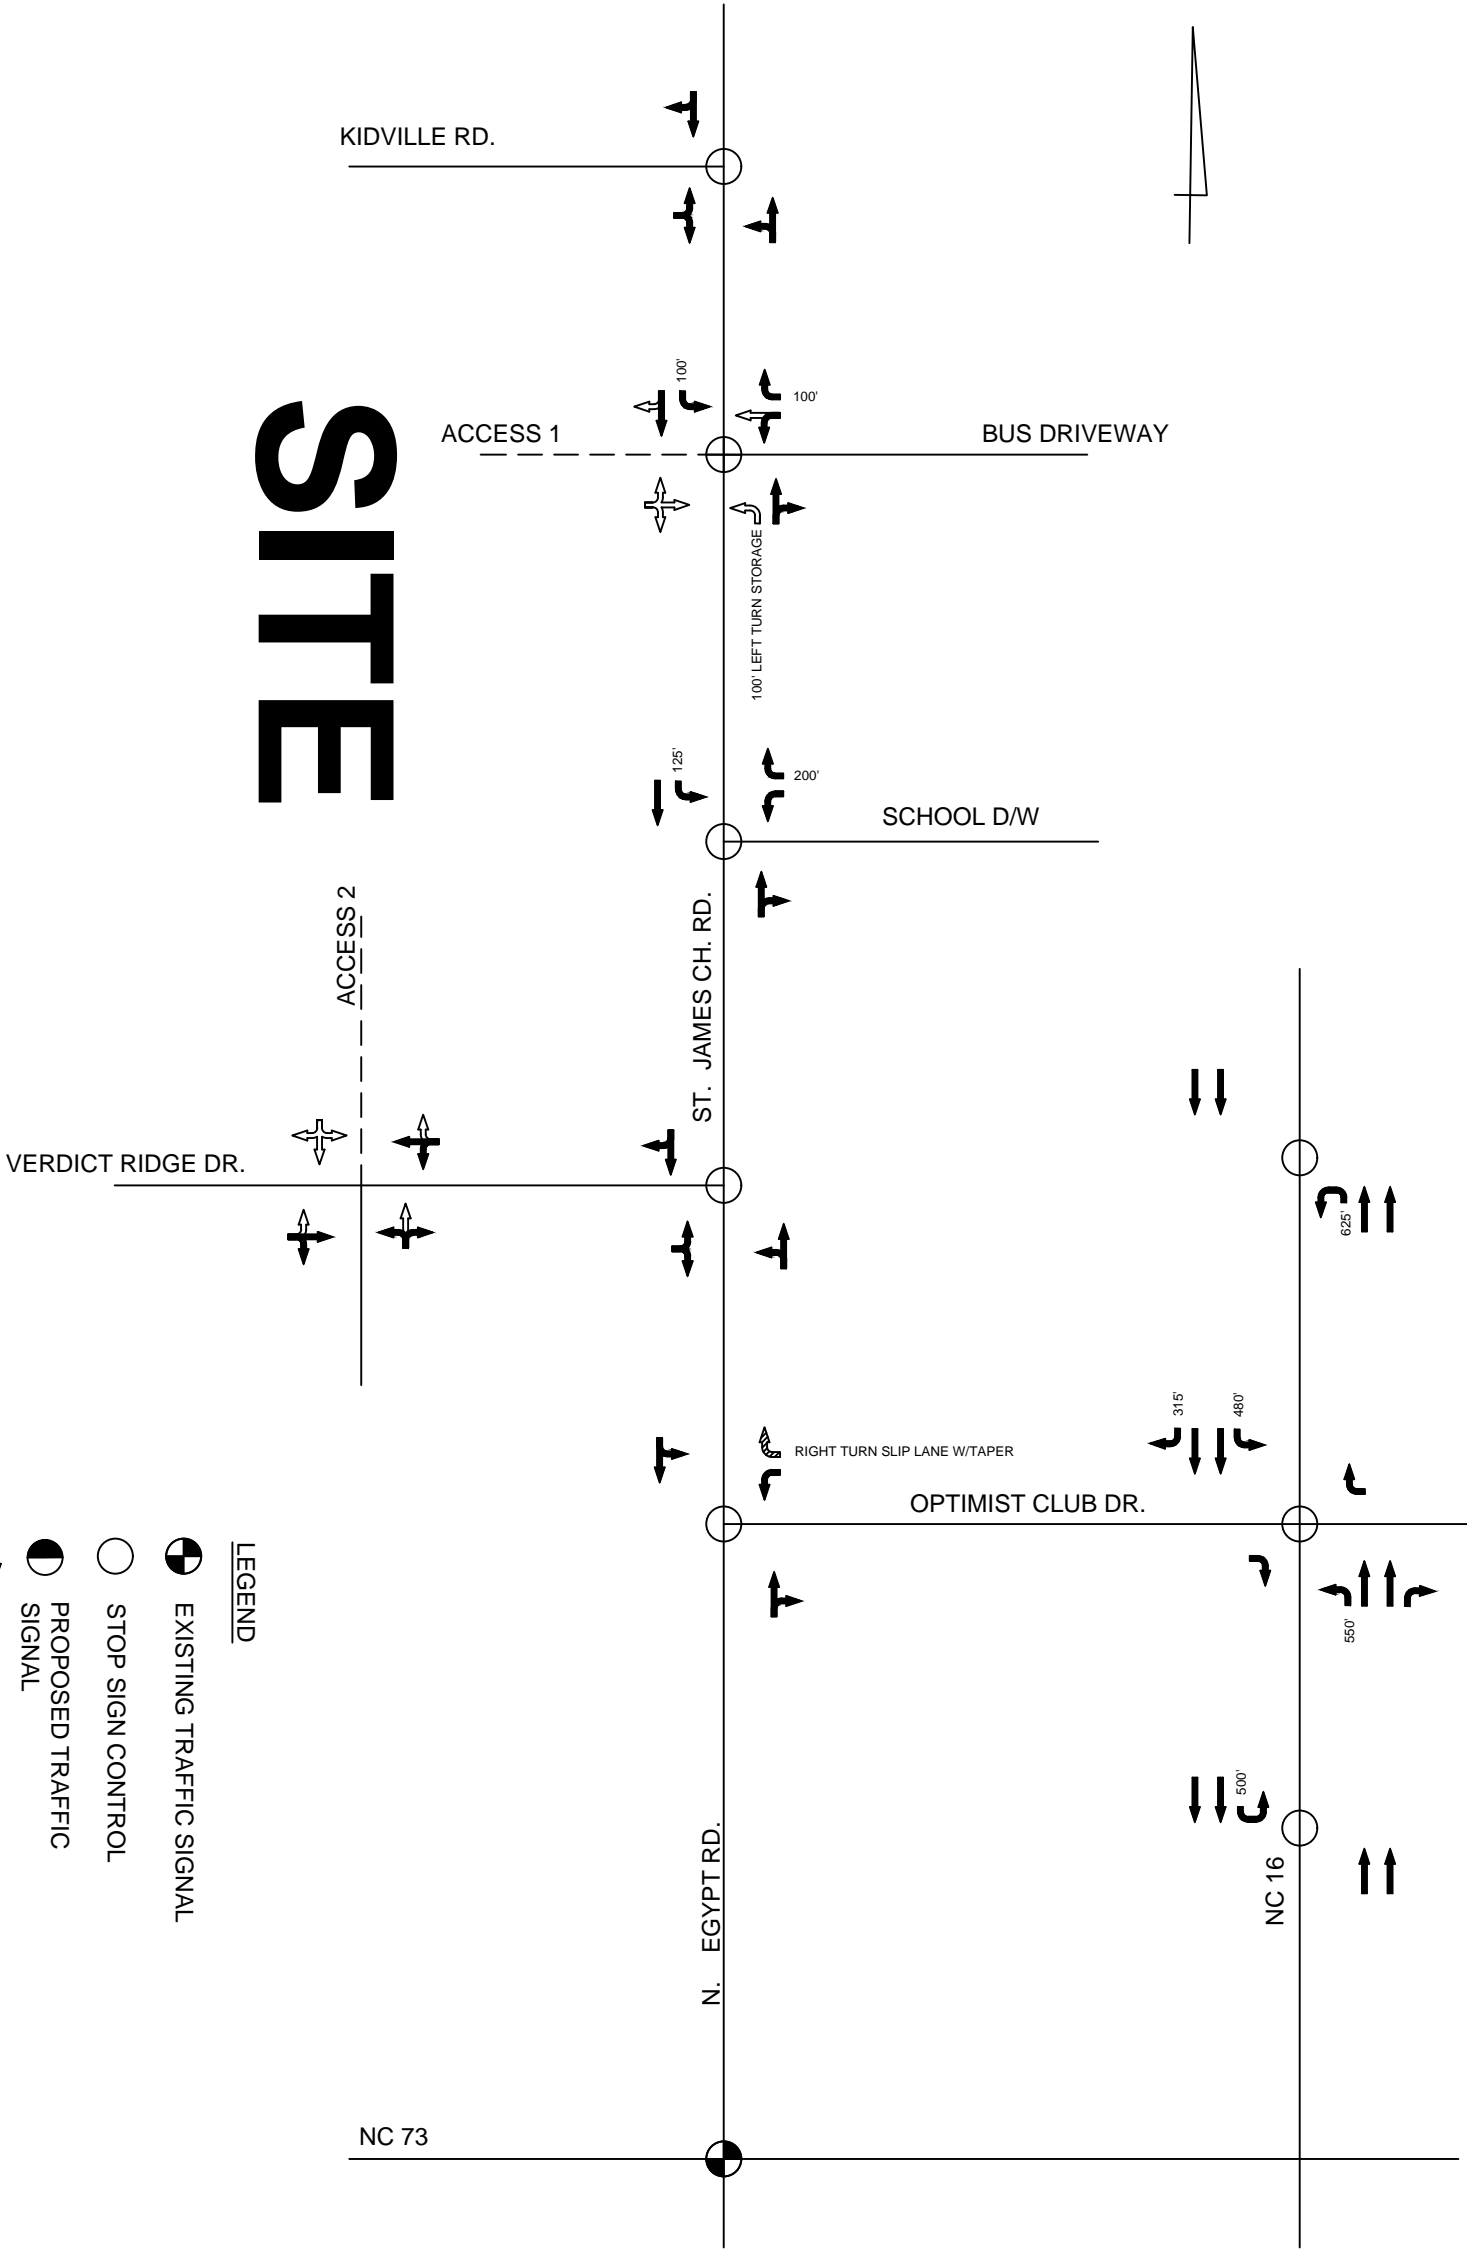 KIDVILLE RD.
100'
100'
ACCESS 1
BUS DRIVEWAY
100' LEFT TURN STORAGE
SITE
125'
200'
SCHOOL D/W
ACCESS 2
ST. JAMES CH. RD.
VERDICT RIDGE DR.
625'
315'
480'
RIGHT TURN SLIP LANE W/TAPER
OPTIMIST CLUB DR.
550'
500'
NC 16
N. EGYPT RD.
NC 73
LEGEND
EXISTING TRAFFIC SIGNAL
STOP SIGN CONTROL
PROPOSED TRAFFIC
SIGNAL